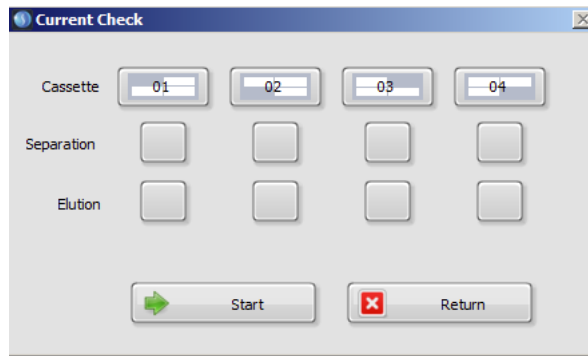 Current Check
Cassette 01 02 03 04
Separation
Elution
Start Return